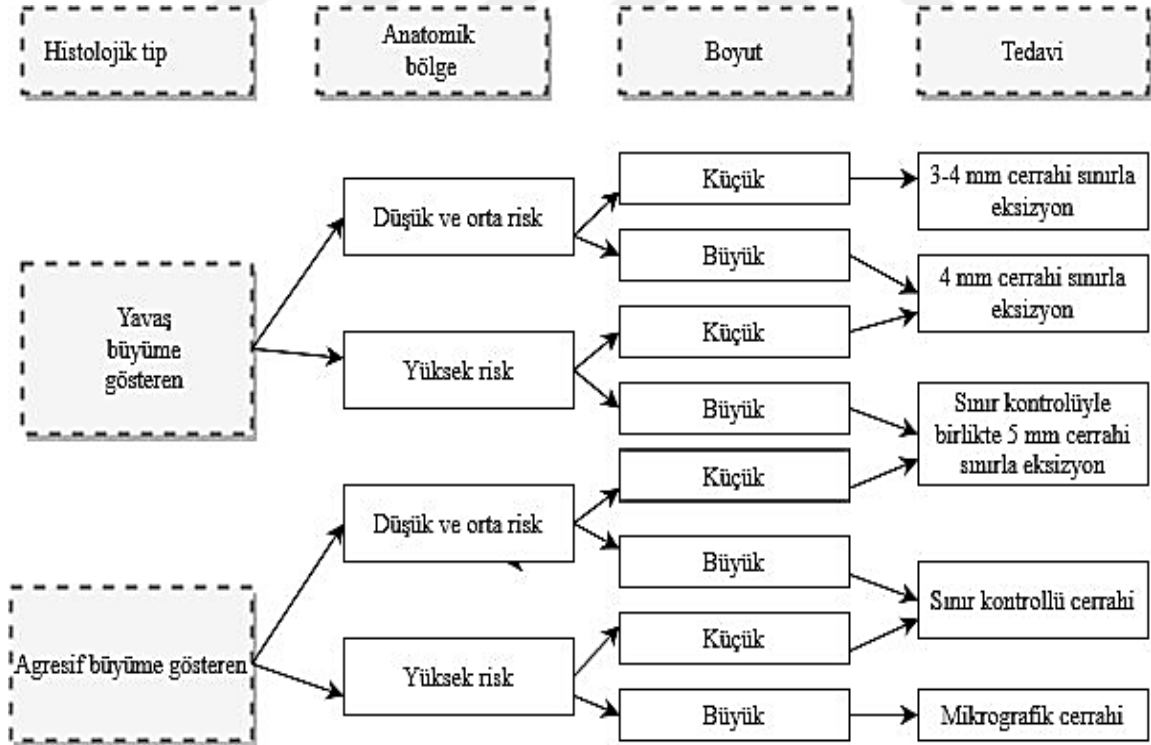 Histolojik tip
Anatomik
bölge
Boyut
Tedavi
Yavaş
büyüme
gösteren
Agresif büyüme gösteren
Düşük ve orta risk
Yüksek risk
Düşük ve orta risk
Yüksek risk
Küçük
Büyük
Küçük
Büyük
Küçük
Büyük
Küçük
Büyük
3-4 mm cerrahi sınırla
eksizyon
4 mm cerrahi sınırla
eksizyon
Sınır kontrolüyle
birlikte 5 mm cerrahi
sınırla eksizyon
Sınır kontrollü cerrahi
Mikrografik cerrahi